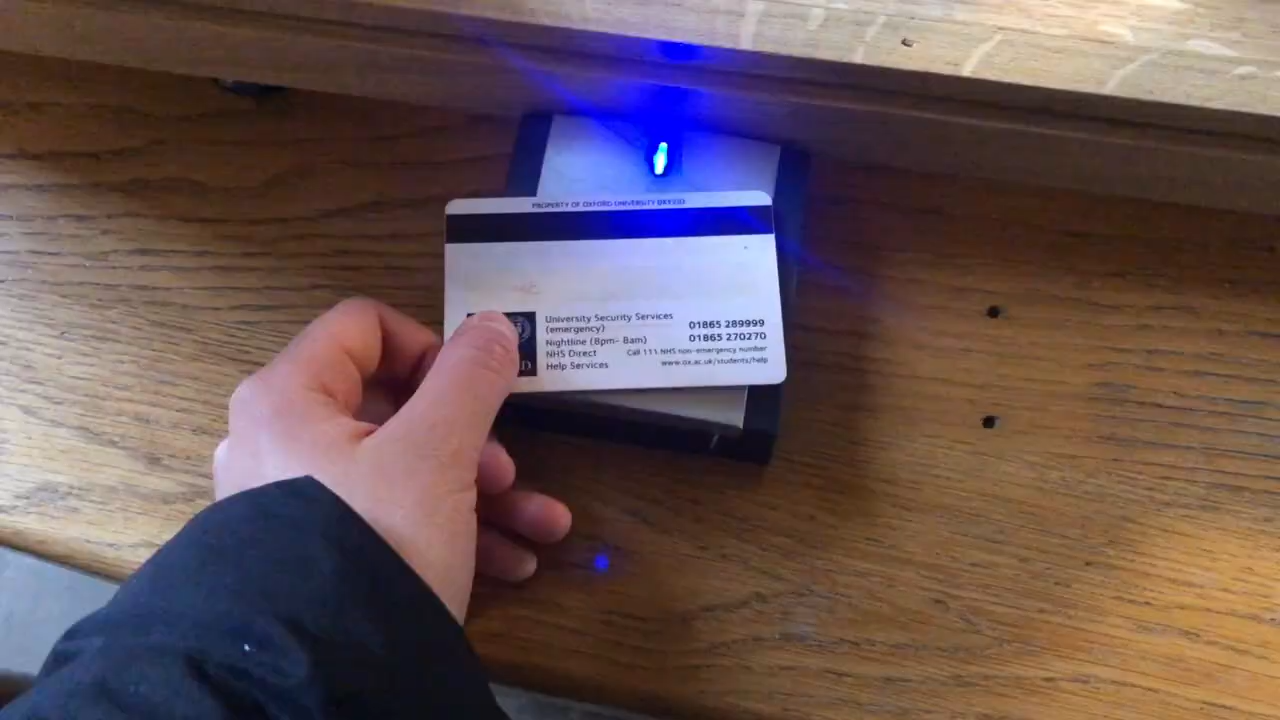 PROPERTY OF OXFORD UNIVERSITY
University Security Services
(emergency) 01865 289999
Nightline (8pm- 8am) 01865 270270
NHS Direct Call 111 NHS non-emergency number
Help Services www.ox.ac.uk/students/help
D